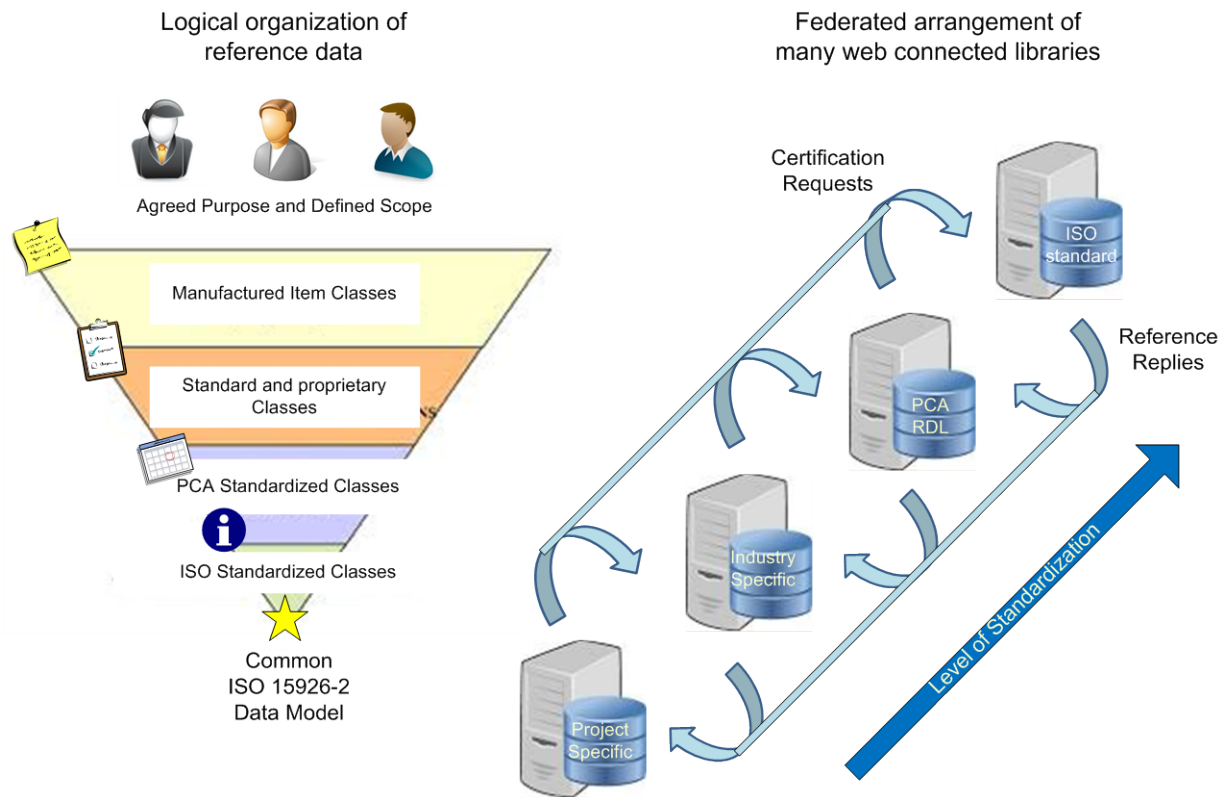 Logical organization of
reference data
Agreed Purpose and Defined Scope
Manufactured Item Classes
Standard and proprietary
Classes
NS
PCA Standardized Classes
ISO Standardized Classes
Common
ISO 15926-2
Data Model
Federated arrangement of
many web connected libraries
Certification
Requests
ISO
standard
Reference
Replies
PCA
RDL
Industry
Specific
Project
Specific
Level of Standardization